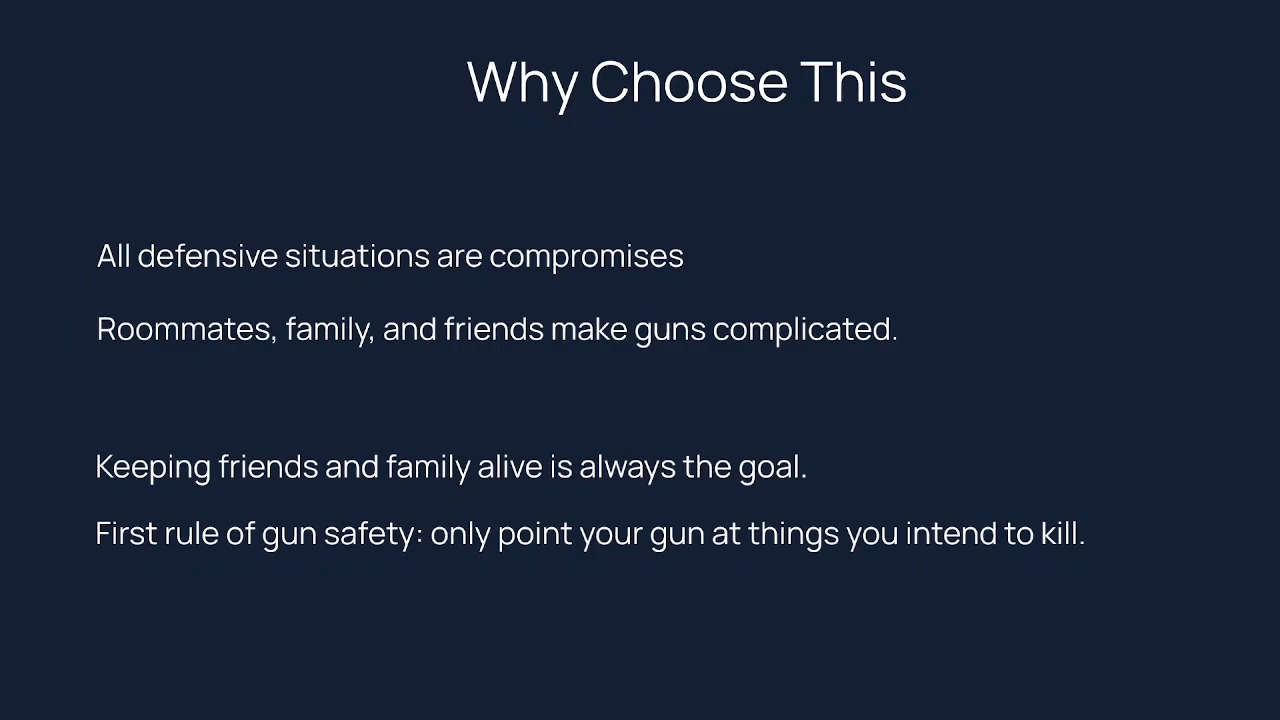 Why Choose This
All defensive situations are compromises
Roommates, family, and friends make guns complicated.
Keeping friends and family alive is always the goal.
First rule of gun safety: only point your gun at things you intend to kill.